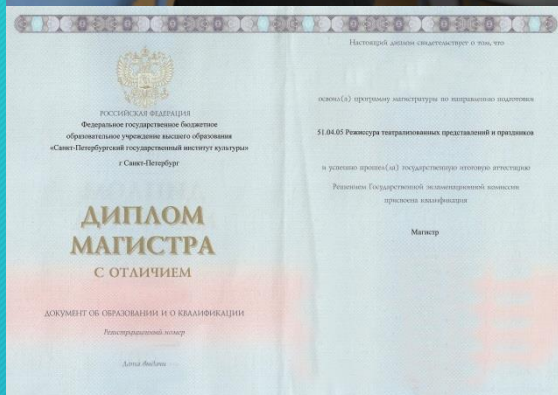 РОССИЙСКАЯ ФЕДЕРАЦИЯ
Федеральное государственное бюджетное
образовательное учреждение высшего образования
«Санкт-Петербургский государственный институт культуры»
г Санкт-Петербург
ДИПЛОМ
МАГИСТРА
С ОТЛИЧИЕМ
ДОКУМЕНТ ОБ ОБРАЗОВАНИИ И О КВАЛИФИКАЦИИ
Регистрационный номер
Дата выдачи
Настоящий диплом свидетельствует о том, что
освоил(а) программу магистратуры по направлению подготовки
51.04.05 Режиссура театрализованных представлений и праздников
и успешно прошел(ла) государственную итоговую аттестацию
Решением Государственной экзаменационной комиссии
присвоена квалификация
Магистр